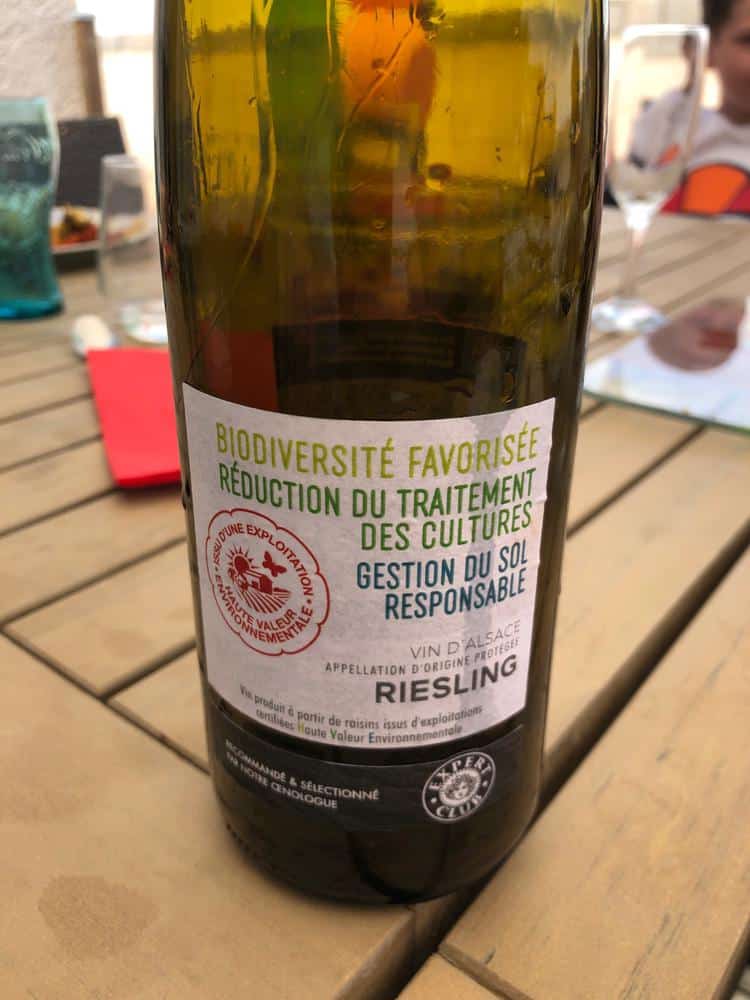 BIODIVERSITÉ FAVORISÉE
RÉDUCTION DU TRAITEMENT
DES CULTURES
GESTION DU SOL
RESPONSABLE
• ISSU D'UNE EXPLOITATION •
HAUTE VALEUR
ENVIRONNEMENTALE
VIN D'ALSACE
APPELLATION D'ORIGINE PROTÉGÉE
RIESLING
Vin produit à partir de raisins issus d'exploitations
certifiées Haute Valeur Environnementale
RECOMMANDÉ & SÉLECTIONNÉ
PAR NOTRE ŒNOLOGUE
EXPERT
• CLUB •